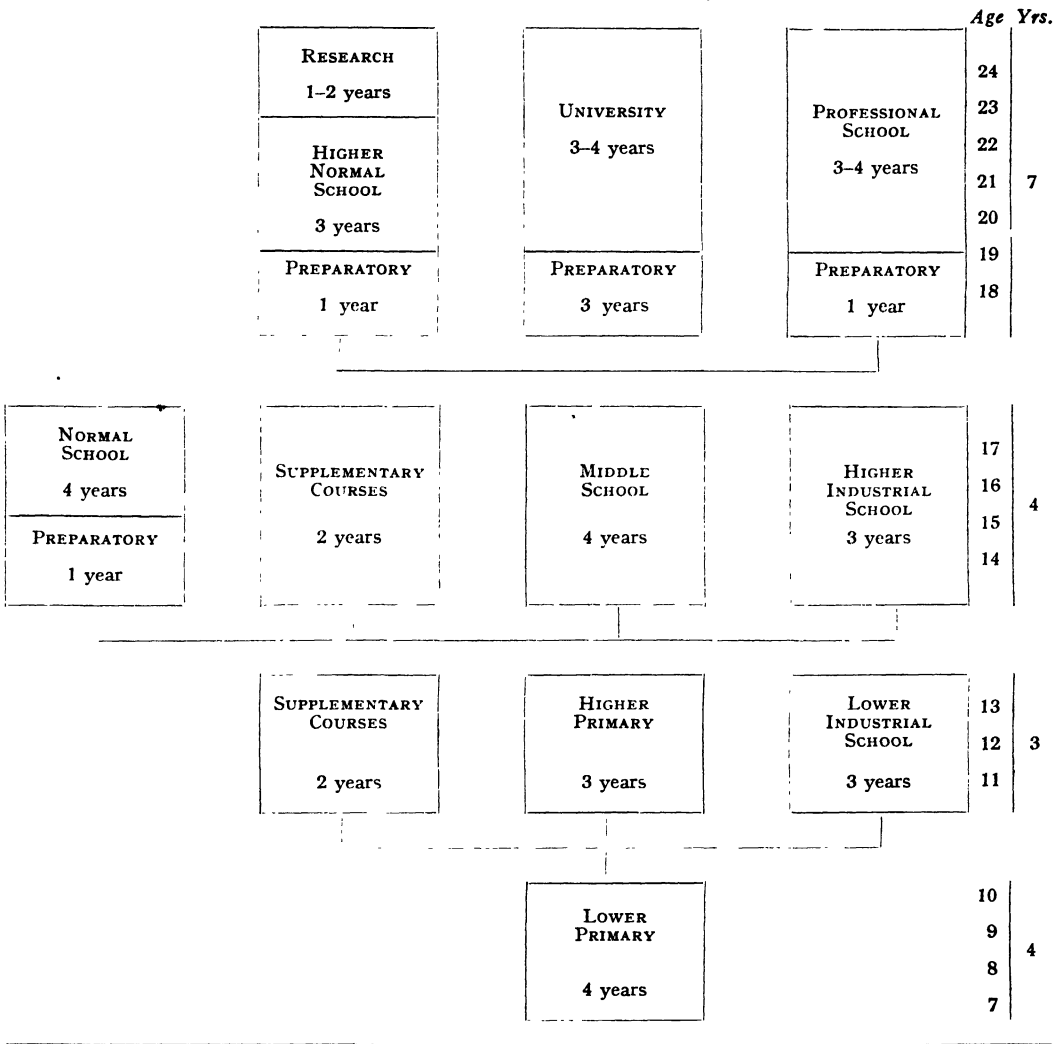 Age Yrs.
RESEARCH
1–2 years
HIGHER
NORMAL
SCHOOL
3 years
PREPARATORY
1 year
UNIVERSITY
3–4 years
PREPARATORY
3 years
PROFESSIONAL
SCHOOL
3–4 years
PREPARATORY
1 year
24
23
22
21
20
19
18
7
NORMAL
SCHOOL
4 years
PREPARATORY
1 year
SUPPLEMENTARY
COURSES
2 years
MIDDLE
SCHOOL
4 years
HIGHER
INDUSTRIAL
SCHOOL
3 years
17
16
15
14
4
SUPPLEMENTARY
COURSES
2 years
HIGHER
PRIMARY
3 years
LOWER
INDUSTRIAL
SCHOOL
3 years
13
12
11
3
LOWER
PRIMARY
4 years
10
9
8
7
4